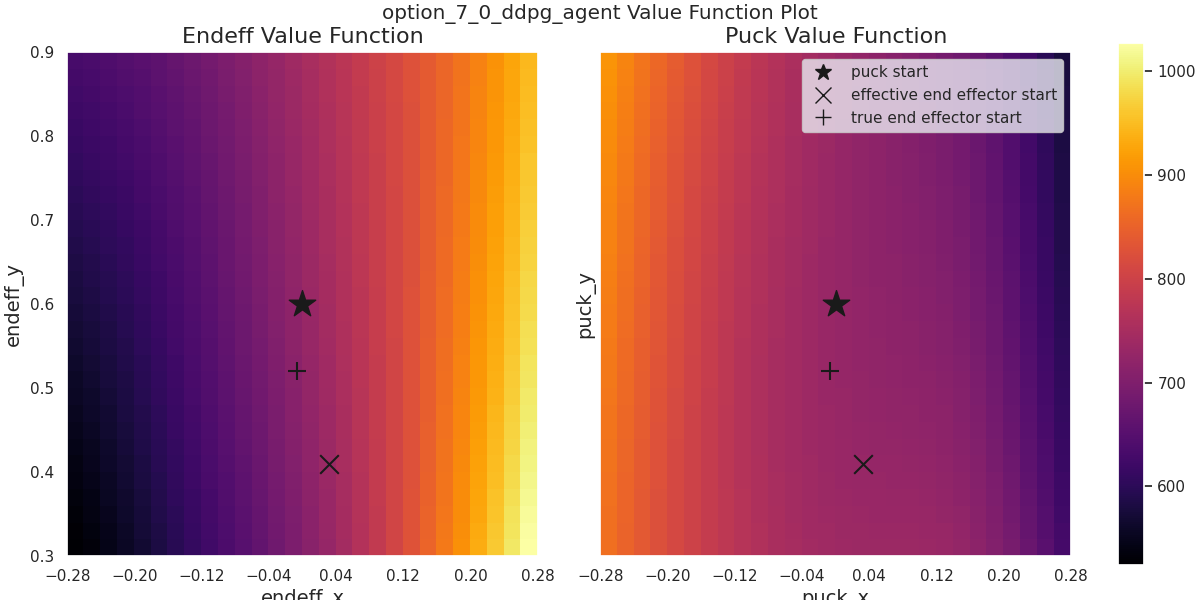 option_7_0_ddpg_agent Value Function Plot
Endeff Value Function
Puck Value Function
0.9
0.8
0.7
0.6
0.5
0.4
0.3
endeff_y
−0.28 −0.20 −0.12 −0.04 0.04 0.12 0.20 0.28
endeff_x
puck_y
puck start
effective end effector start
true end effector start
−0.28 −0.20 −0.12 −0.04 0.04 0.12 0.20 0.28
puck_x
1000
900
800
700
600